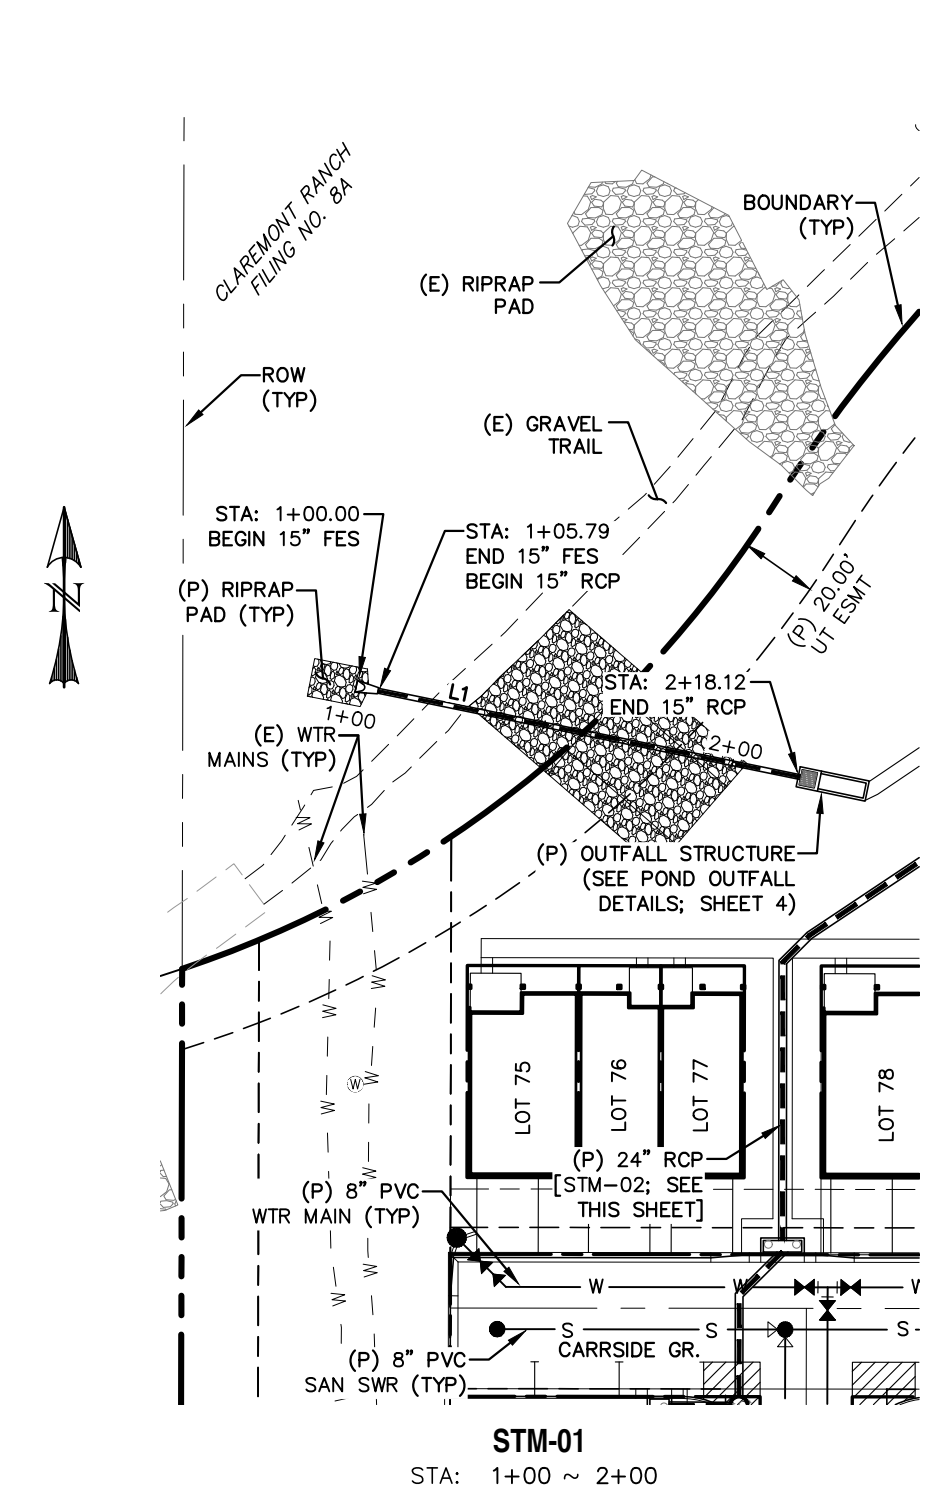 CLAREMONT RANCH
FILING NO. 8A
BOUNDARY
(TYP)
(E) RIPRAP
PAD
ROW
(TYP)
(E) GRAVEL
TRAIL
STA: 1+00.00
BEGIN 15” FES
STA: 1+05.79
END 15” FES
BEGIN 15” RCP
N
(P) RIPRAP
PAD (TYP)
(P) 20.00'
UT ESMT
STA: 2+18.12
END 15” RCP
L1
1+00
2+00
(E) WTR
MAINS (TYP)
W
(P) OUTFALL STRUCTURE
(SEE POND OUTFALL
DETAILS; SHEET 4)
W
W
W
W
LOT 75
LOT 76
LOT 77
LOT 78
W
W
W
W
(P) 24” RCP
[STM-02; SEE
THIS SHEET]
W
(P) 8” PVC
WTR MAIN (TYP)
W
W
W
W
W
W
W
W
S
S
S
CARRSIDE GR.
(P) 8” PVC
SAN SWR (TYP)
W
STM-01
STA: 1+00 ~ 2+00